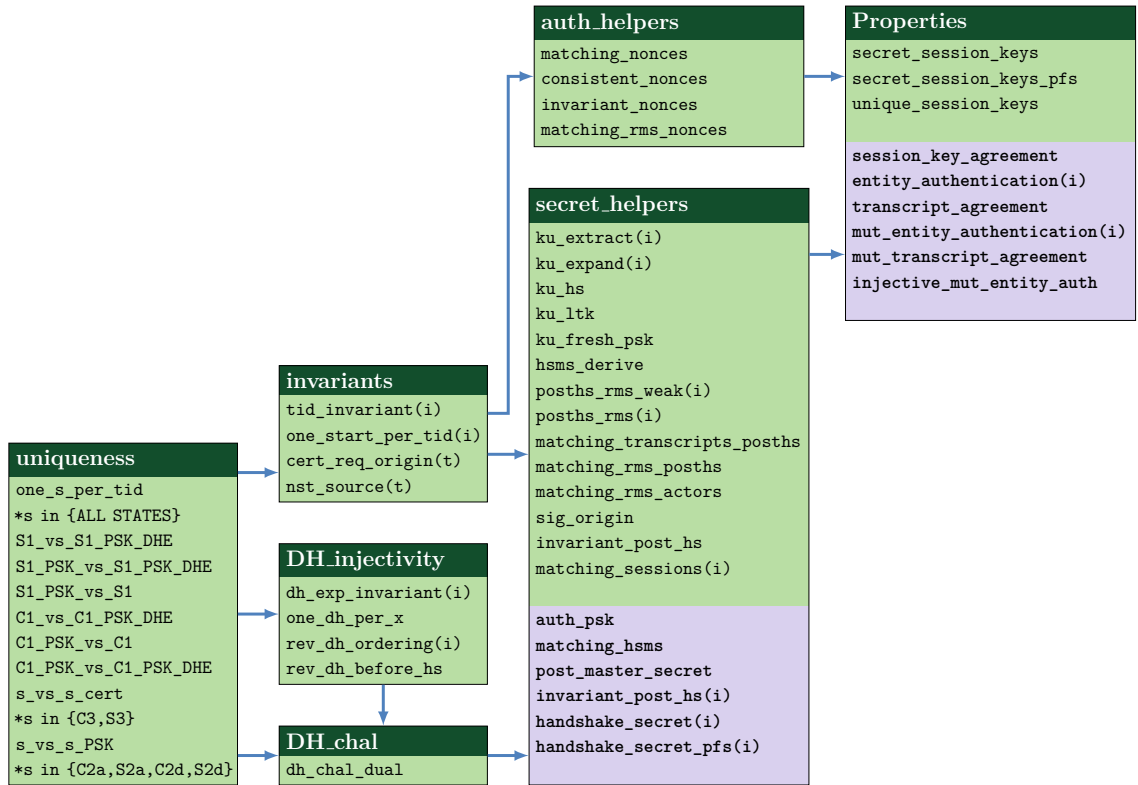 uniqueness
one_s_per_tid
*s in {ALL STATES}
S1_vs_S1_PSK_DHE
S1_PSK_vs_S1_PSK_DHE
S1_PSK_vs_S1
C1_vs_C1_PSK_DHE
C1_PSK_vs_C1
C1_PSK_vs_C1_PSK_DHE
s_vs_s_cert
*s in {C3,S3}
s_vs_s_PSK
*s in {C2a,S2a,C2d,S2d}
invariants
tid_invariant(i)
one_start_per_tid(i)
cert_req_origin(t)
nst_source(t)
DH_injectivity
dh_exp_invariant(i)
one_dh_per_x
rev_dh_ordering(i)
rev_dh_before_hs
DH_chal
dh_chal_dual
auth_helpers
matching_nonces
consistent_nonces
invariant_nonces
matching_rms_nonces
secret_helpers
ku_extract(i)
ku_expand(i)
ku_hs
ku_ltk
ku_fresh_psk
hsms_derive
posths_rms_weak(i)
posths_rms(i)
matching_transcripts_posths
matching_rms_posths
matching_rms_actors
sig_origin
invariant_post_hs
matching_sessions(i)
auth_psk
matching_hsms
post_master_secret
invariant_post_hs(i)
handshake_secret(i)
handshake_secret_pfs(i)
Properties
secret_session_keys
secret_session_keys_pfs
unique_session_keys
session_key_agreement
entity_authentication(i)
transcript_agreement
mut_entity_authentication(i)
mut_transcript_agreement
injective_mut_entity_auth